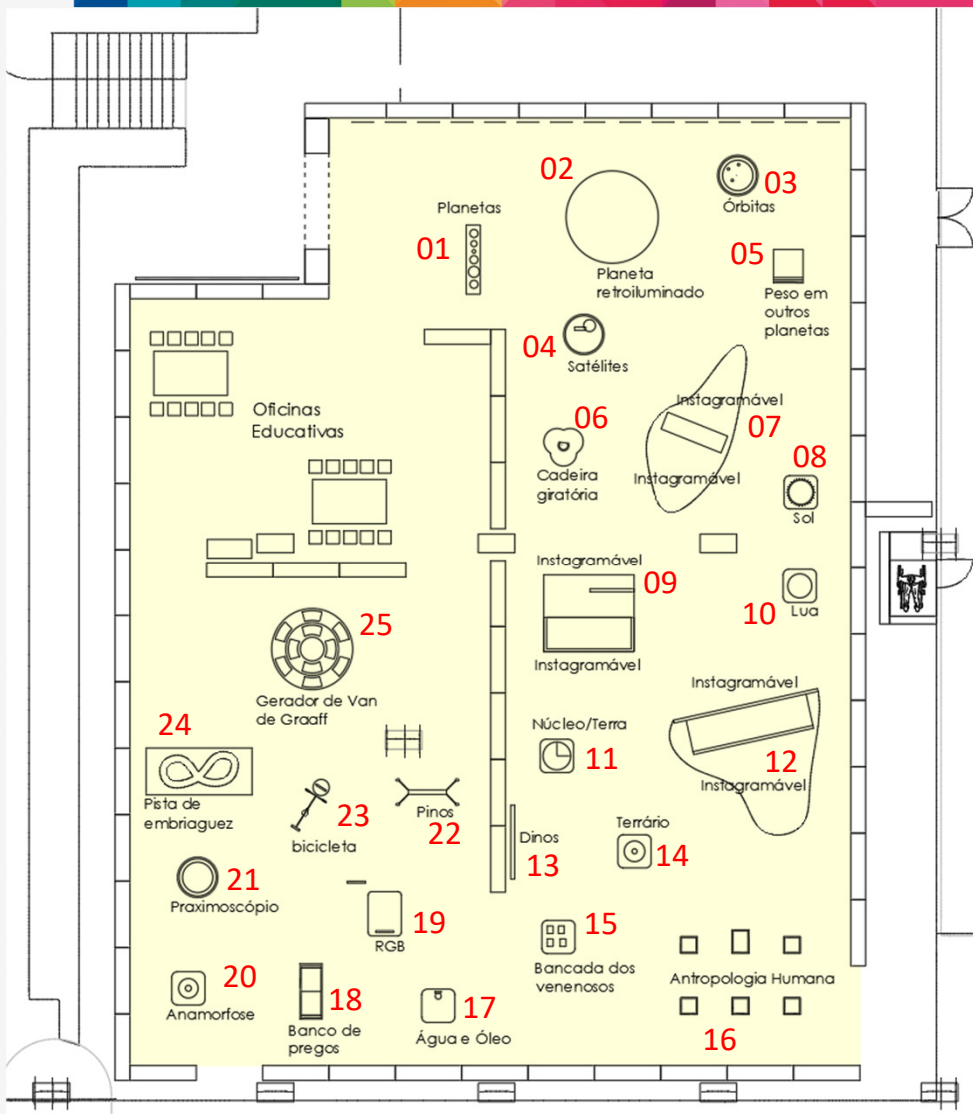 02
03
Órbitas
Planetas
01
Planeta
retroiluminado
05
Peso em
outros
planetas
04
Satélites
Oficinas
Educativas
Instagramável
07
Instagramável
06
Cadeira
giratória
08
Sol
Instagramável
09
Instagramável
10
Lua
25
Gerador de Van
de Graaff
Instagramável
12
Instagramável
Núcleo/Terra
11
24
Pista de
embriaguez
23
bicicleta
Pinos
22
Dinos
13
Terrário
14
21
Praximoscópio
19
RGB
15
Bancada dos
venenosos
Antropologia Humana
16
20
Anamorfose
18
Banco de
pregos
17
Água e Óleo